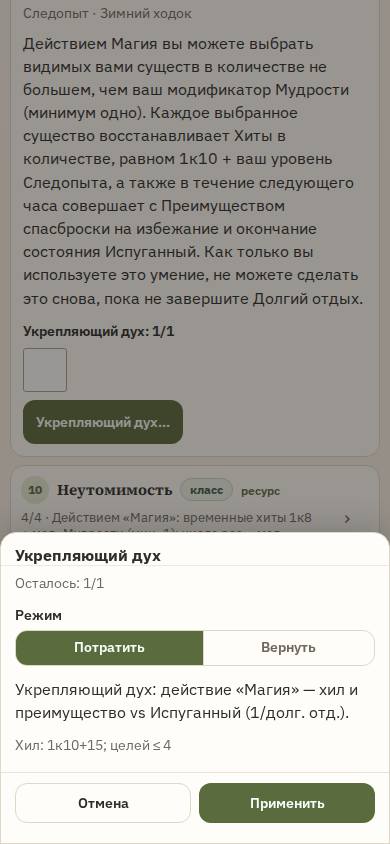 Следопыт · Зимний ходок
Действием Магия вы можете выбрать
видимых вами существ в количестве не
большем, чем ваш модификатор Мудрости
(минимум одно). Каждое выбранное
существо восстанавливает Хиты в
количестве, равном 1к10 + ваш уровень
Следопыта, а также в течение следующего
часа совершает с Преимуществом
спасброски на избежание и окончание
состояния Испуганный. Как только вы
используете это умение, не можете сделать
это снова, пока не завершите Долгий отдых.
Укрепляющий дух: 1/1
Укрепляющий дух...
10 Неутомимость класс ресурс
4/4 · Действием «Магия»: временные хиты 1к8 ›
Укрепляющий дух
Осталось: 1/1
Режим
Потратить Вернуть
Укрепляющий дух: действие «Магия» — хил и
преимущество vs Испуганный (1/долг. отд.).
Хил: 1к10+15; целей ≤ 4
Отмена Применить